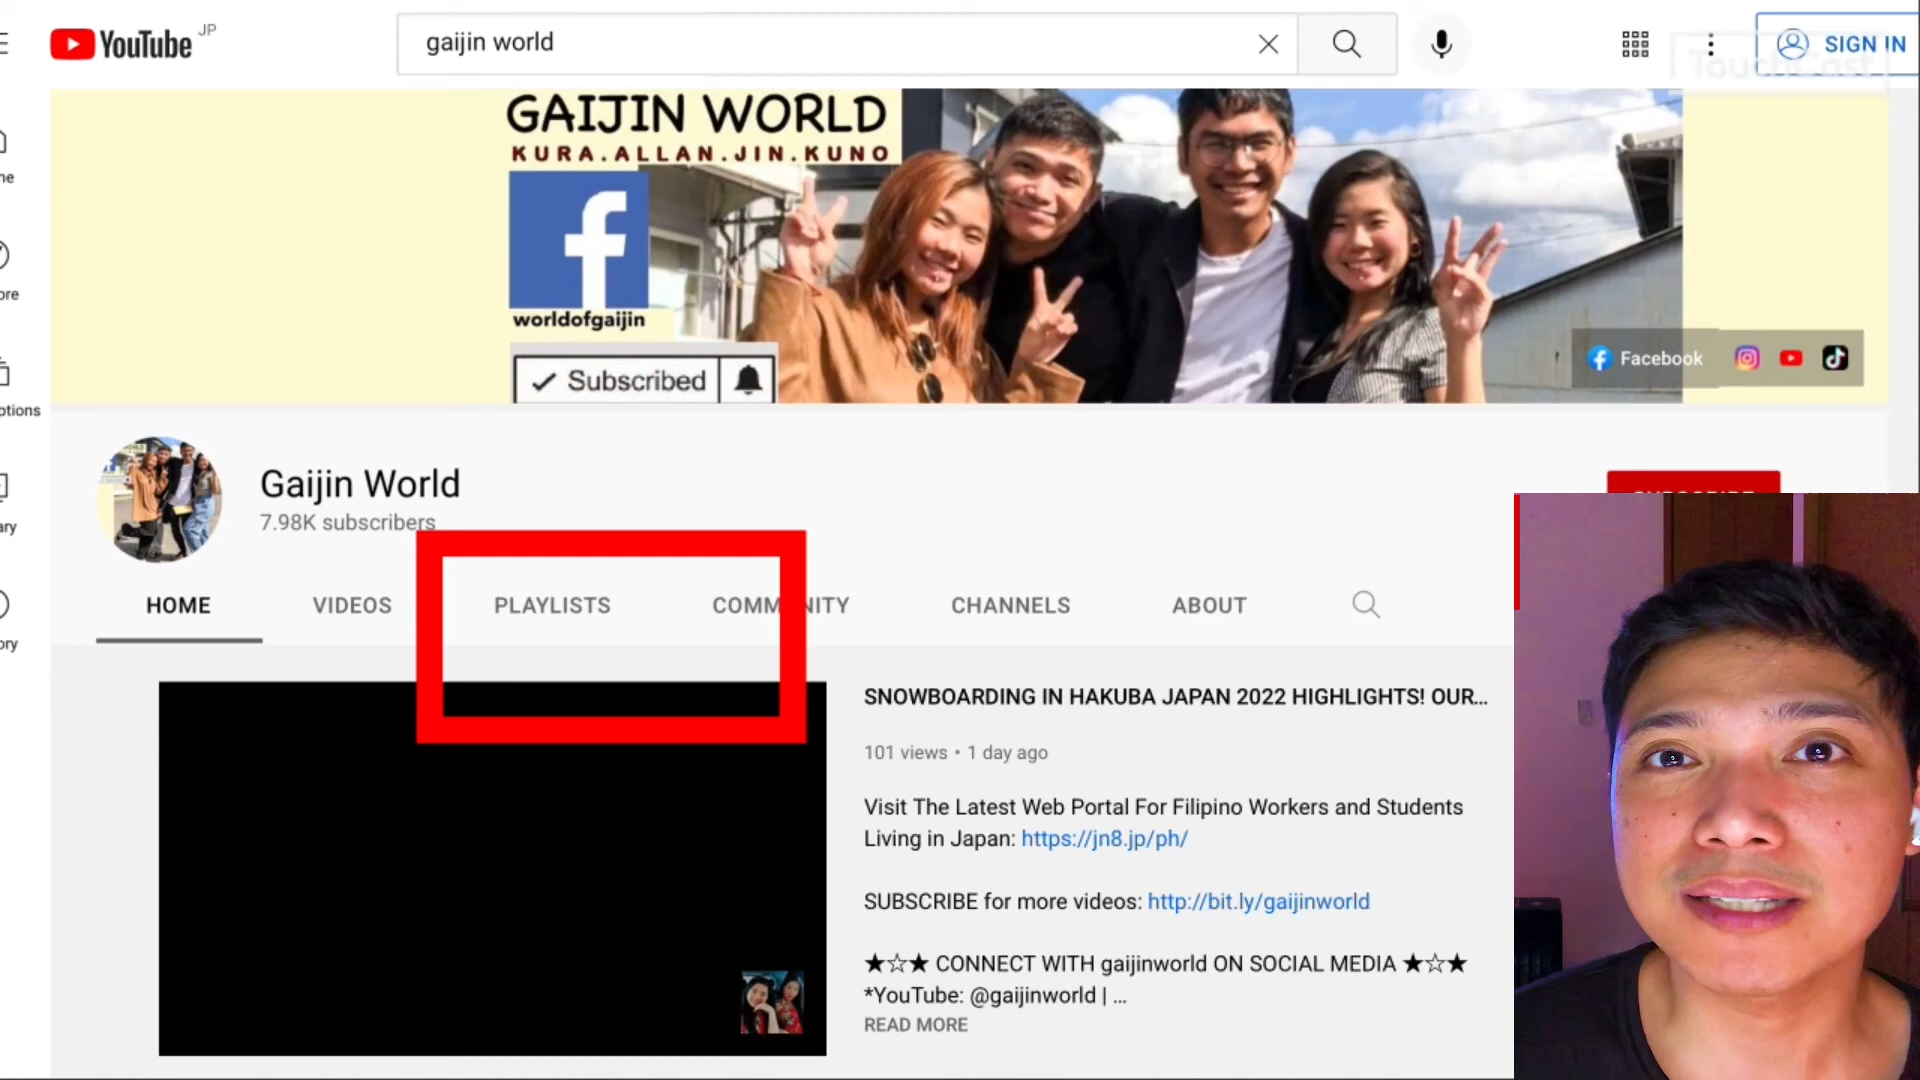 YouTube JP
gaijin world
SIGN IN
TouchCast
GAIJIN WORLD
KURA.ALLAN.JIN.KUNO
f
worldofgaijin
Subscribed
Facebook
Gaijin World
7.98K subscribers
HOME
VIDEOS
PLAYLISTS
COMMUNITY
CHANNELS
ABOUT
SNOWBOARDING IN HAKUBA JAPAN 2022 HIGHLIGHTS! OUR...
101 views • 1 day ago
Visit The Latest Web Portal For Filipino Workers and Students
Living in Japan: https://jn8.jp/ph/
SUBSCRIBE for more videos: http://bit.ly/gaijinworld
★☆★ CONNECT WITH gaijinworld ON SOCIAL MEDIA ★☆★
*YouTube: @gaijinworld | ...
READ MORE